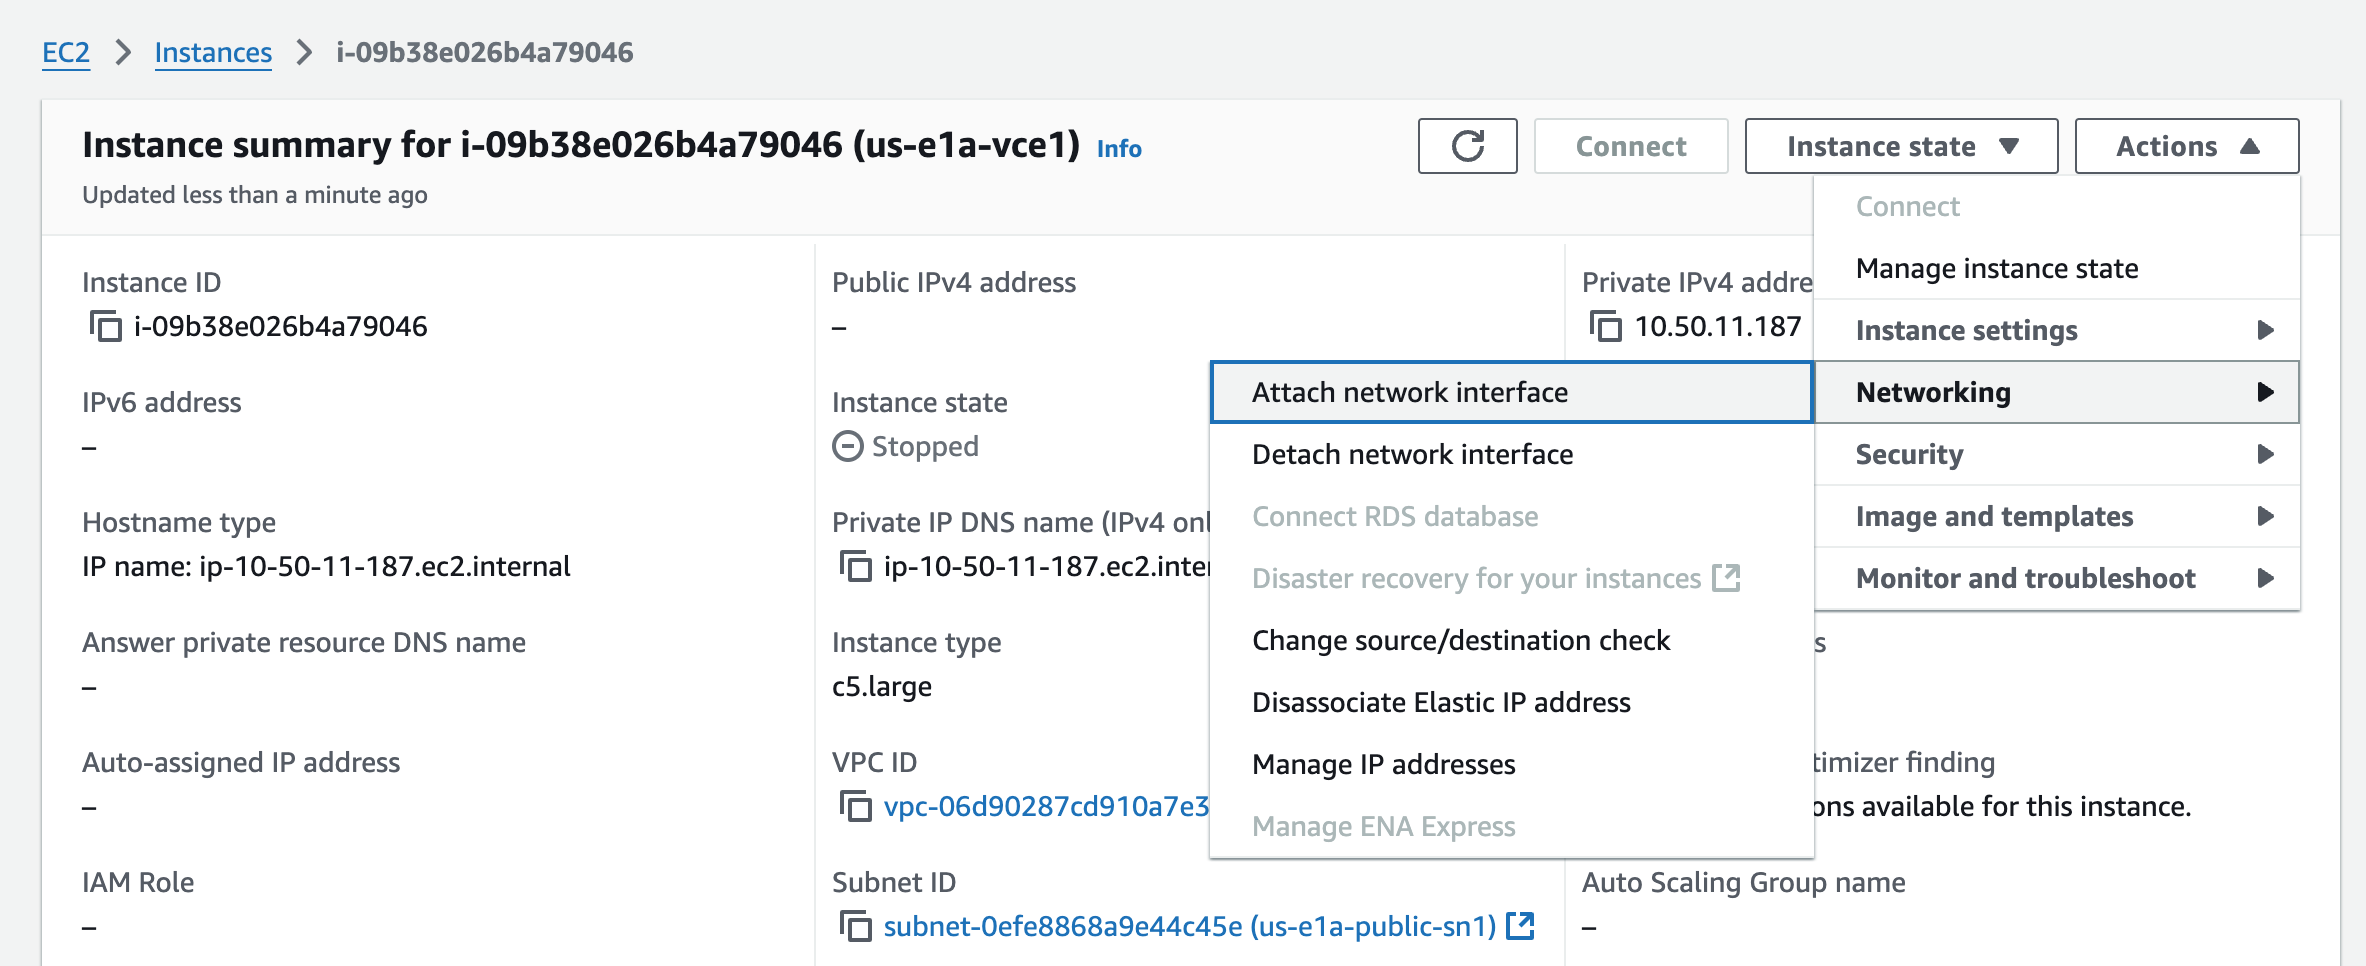 EC2 > Instances > i-09b38e026b4a79046
Instance summary for i-09b38e026b4a79046 (us-e1a-vce1) Info
Updated less than a minute ago
Connect
Instance state
Actions
Connect
Manage instance state
Instance settings
Networking
Security
Image and templates
Monitor and troubleshoot
Attach network interface
Detach network interface
Connect RDS database
Disaster recovery for your instances
Change source/destination check
Disassociate Elastic IP address
Manage IP addresses
Manage ENA Express
Instance ID
i-09b38e026b4a79046
IPv6 address
–
Hostname type
IP name: ip-10-50-11-187.ec2.internal
Answer private resource DNS name
–
Auto-assigned IP address
–
IAM Role
–
Public IPv4 address
–
Instance state
Stopped
Private IP DNS name (IPv4 onl
ip-10-50-11-187.ec2.inter
Instance type
c5.large
VPC ID
vpc-06d90287cd910a7e3
Subnet ID
subnet-0efe8868a9e44c45e (us-e1a-public-sn1)
Private IPv4 addre
10.50.11.187
s
timizer finding
ons available for this instance.
Auto Scaling Group name
–